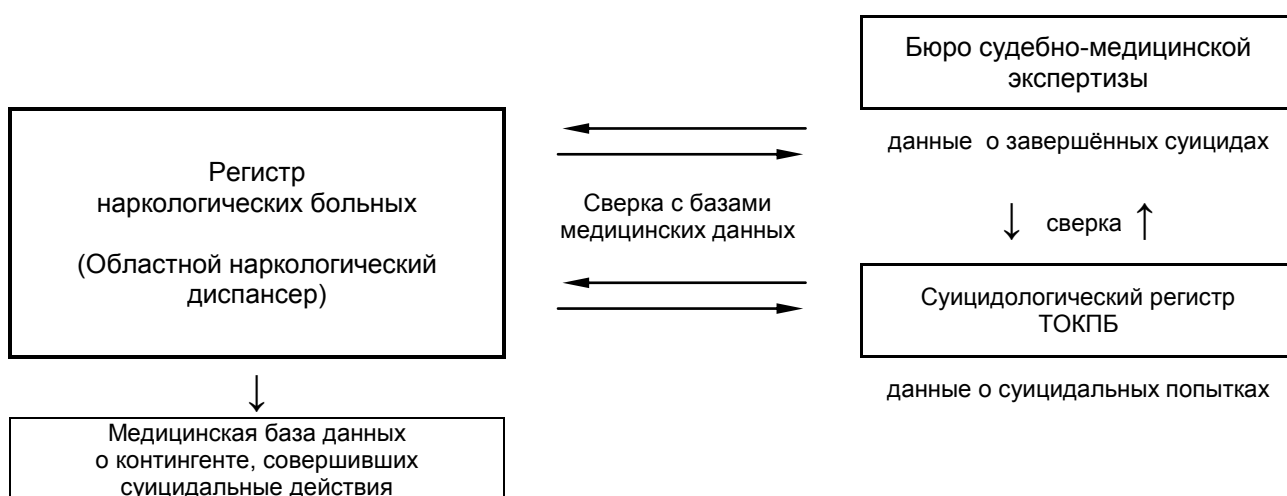 Бюро судебно-медицинской
экспертизы
данные о завершённых суицидах
Регистр
наркологических больных
(Областной наркологический
диспансер)
Сверка с базами
медицинских данных
сверка
Суицидологический регистр
ТОКПБ
данные о суицидальных попытках
Медицинская база данных
о контингенте, совершивших
суицидальные действия